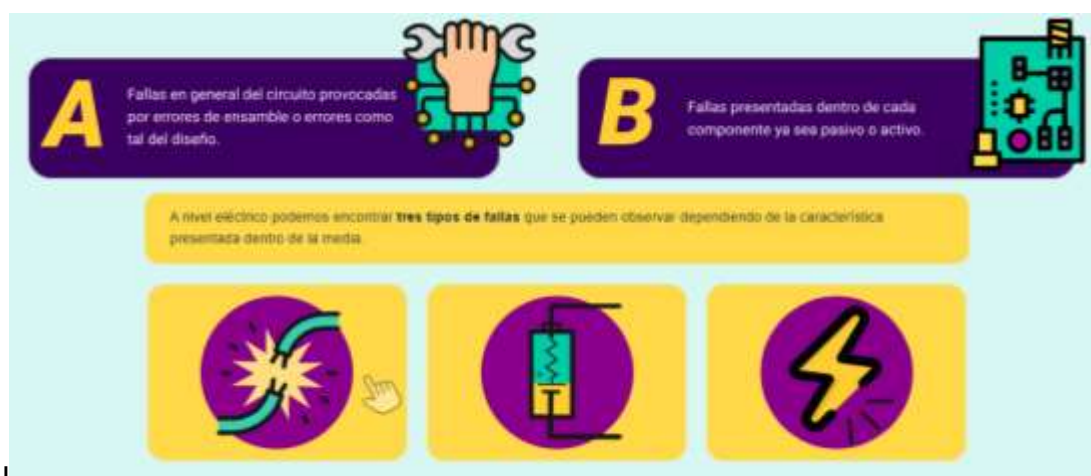 A
Fallas en general del circuito provocadas
por errores de ensamble o errores como
tal del diseño.
B
Fallas presentadas dentro de cada
componente ya sea pasivo o activo.
A nivel eléctrico podemos encontrar tres tipos de fallas que se pueden observar dependiendo de la característica
presentada dentro de la media.